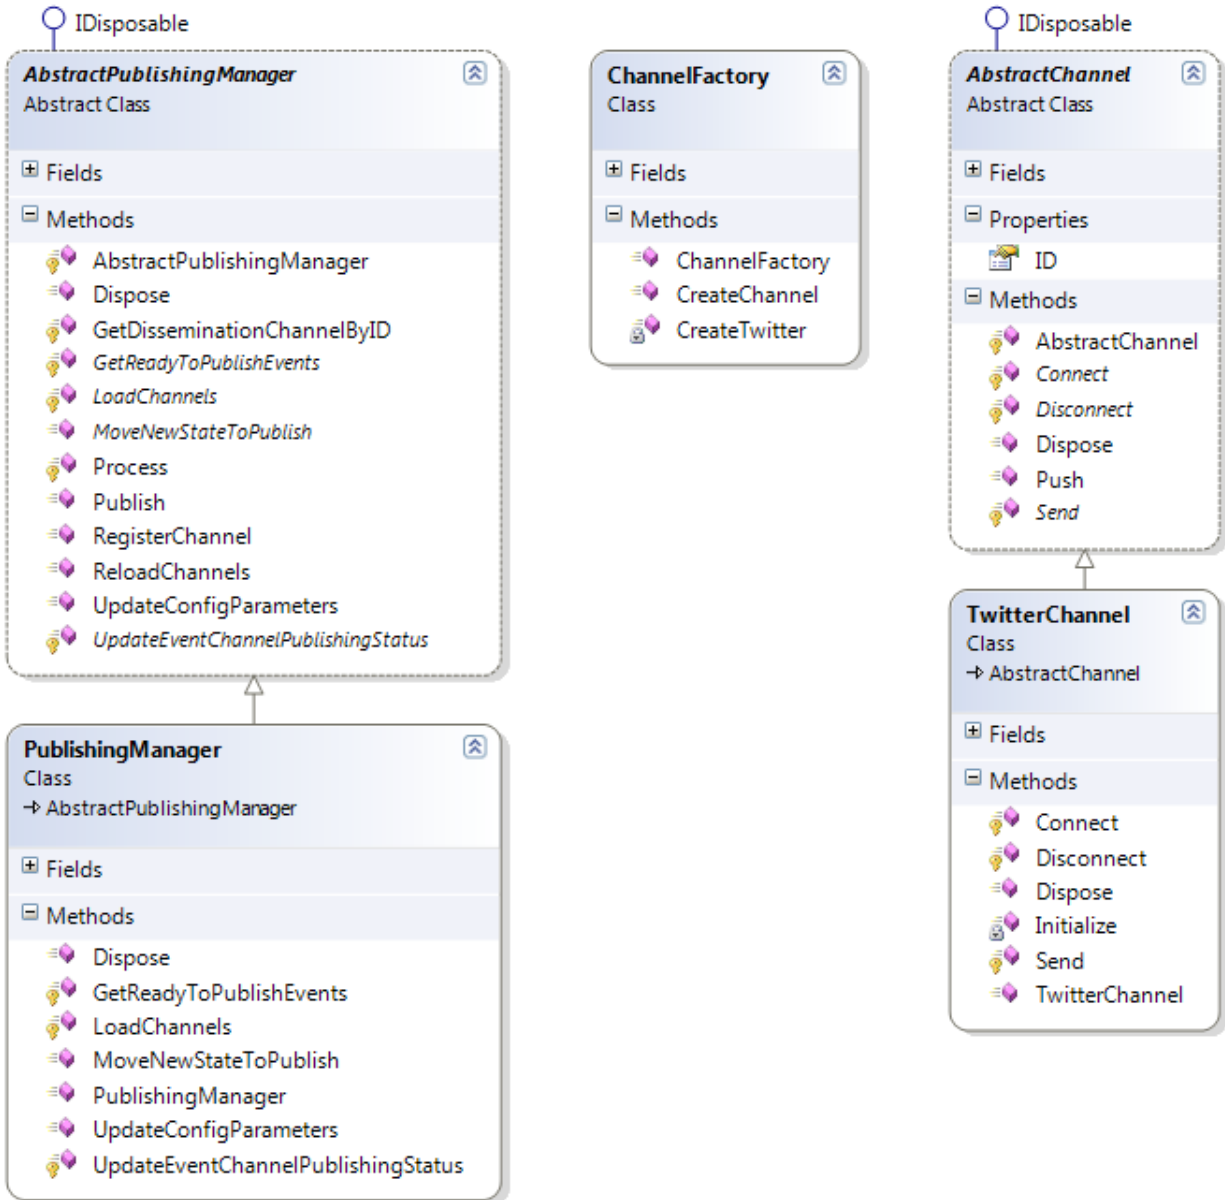 IDisposable
AbstractPublishingManager
Abstract Class
Fields
Methods
AbstractPublishingManager
Dispose
GetDisseminationChannelByID
GetReadyToPublishEvents
LoadChannels
MoveNewStateToPublish
Process
Publish
RegisterChannel
ReloadChannels
UpdateConfigParameters
UpdateEventChannelPublishingStatus
PublishingManager
Class
AbstractPublishingManager
Fields
Methods
Dispose
GetReadyToPublishEvents
LoadChannels
MoveNewStateToPublish
PublishingManager
UpdateConfigParameters
UpdateEventChannelPublishingStatus
ChannelFactory
Class
Fields
Methods
ChannelFactory
CreateChannel
CreateTwitter
IDisposable
AbstractChannel
Abstract Class
Fields
Properties
ID
Methods
AbstractChannel
Connect
Disconnect
Dispose
Push
Send
TwitterChannel
Class
AbstractChannel
Fields
Methods
Connect
Disconnect
Dispose
Initialize
Send
TwitterChannel